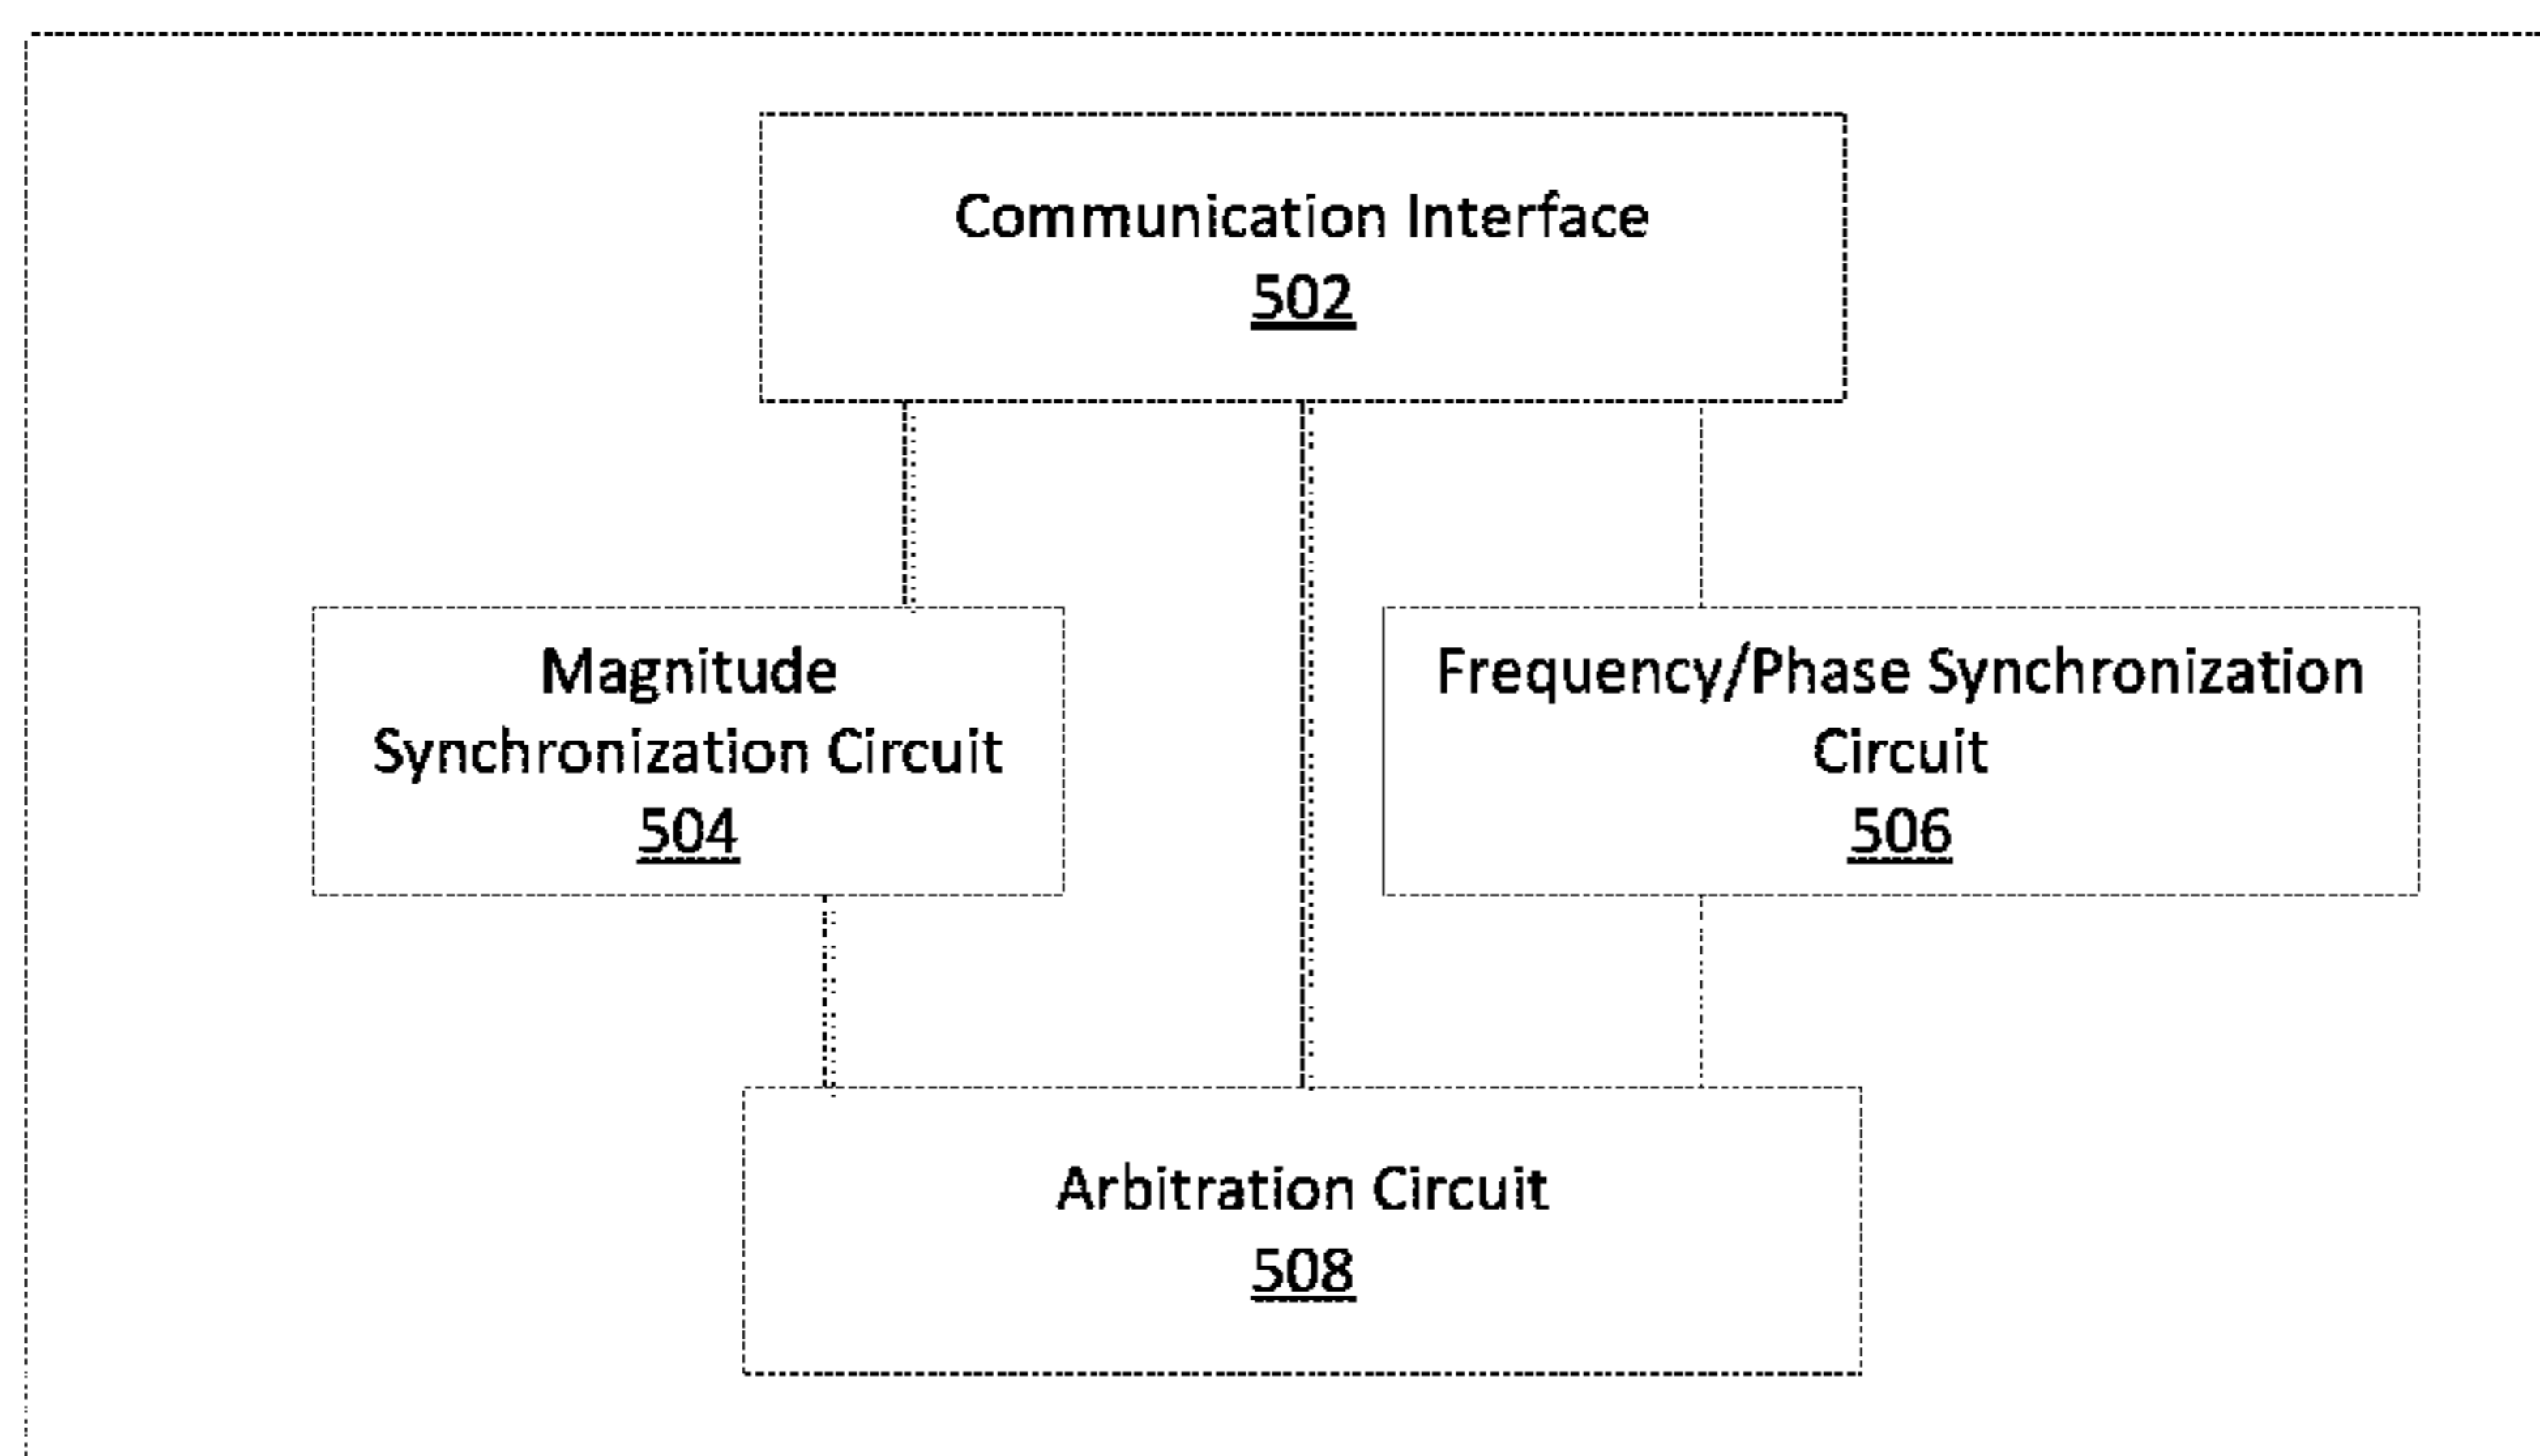 Communication Interface
502
Magnitude
Synchronization Circuit
504
Frequency/Phase Synchronization
Circuit
506
Arbitration Circuit
508